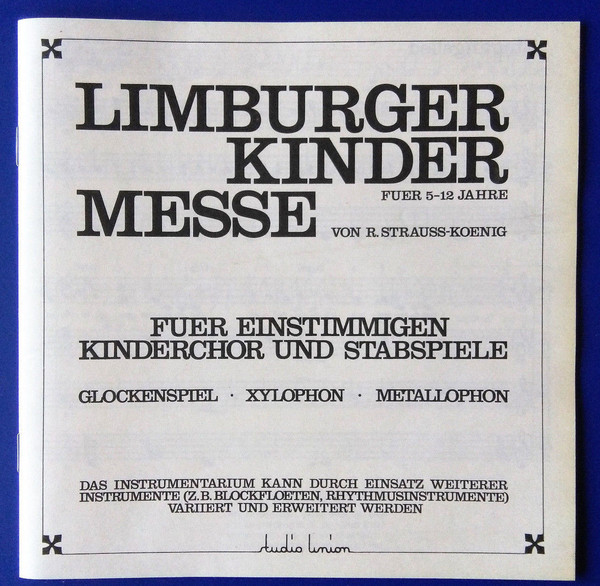 LIMBURGER
KINDER
FUER 5-12 JAHRE
MESSE
VON R. STRAUSS-KOENIG
FUER EINSTIMMIGEN
KINDERCHOR UND STABSPIELE
GLOCKENSPIEL · XYLOPHON · METALLOPHON
DAS INSTRUMENTARIUM KANN DURCH EINSATZ WEITERER
INSTRUMENTE (Z. B. BLOCKFLOETEN, RHYTHMUSINSTRUMENTE)
VARIIERT UND ERWEITERT WERDEN
studio union